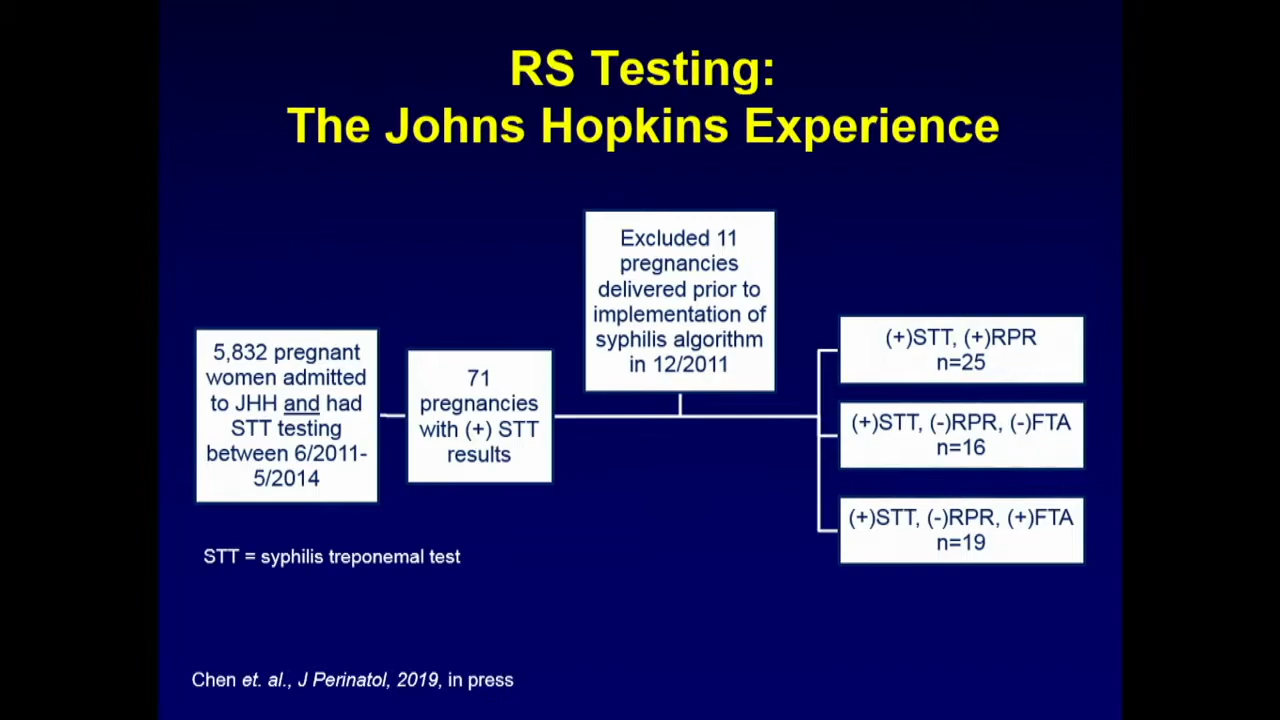 RS Testing:
The Johns Hopkins Experience
5,832 pregnant
women admitted
to JHH and had
STT testing
between 6/2011-
5/2014
71
pregnancies
with (+) STT
results
Excluded 11
pregnancies
delivered prior to
implementation of
syphilis algorithm
in 12/2011
(+)STT, (+)RPR
n=25
(+)STT, (-)RPR, (-)FTA
n=16
(+)STT, (-)RPR, (+)FTA
n=19
STT = syphilis treponemal test
Chen et. al., J Perinatol, 2019, in press